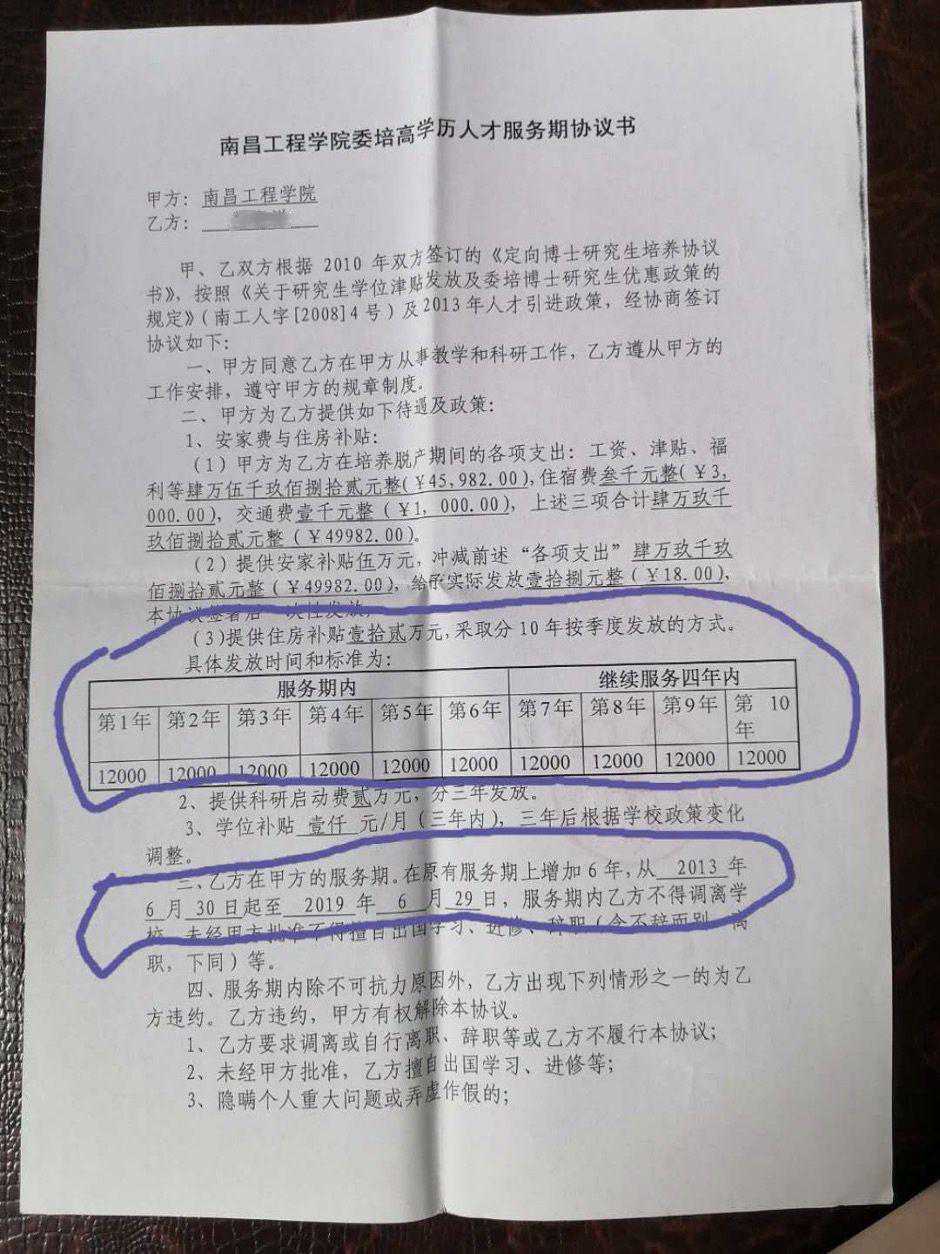 南昌工程学院委培高学历人才服务期协议书
甲方：南昌工程学院
乙方：
甲、乙双方根据 2010 年双方签订的《定向博士研究生培养协议
书》，按照《关于研究生学位津贴发放及委培博士研究生优惠政策的
规定》（南工人字[2008]4 号）及2013年人才引进政策，经协商签订
协议如下：
一、甲方同意乙方在甲方从事教学和科研工作，乙方遵从甲方的
工作安排，遵守甲方的规章制度。
二、甲方为乙方提供如下待遇及政策：
1、安家费与住房补贴：
（1）甲方为乙方在培养脱产期间的各项支出：工资、津贴、福
利等肆万伍千玖佰捌拾贰元整(￥45,982.00)，住宿费叁千元整(￥3,
000.00)，交通费壹千元整（￥1，000.00)，上述三项合计肆万玖千
玖佰捌拾贰元整（￥49982.00)。
（2）提供安家补贴伍万元，冲减前述“各项支出”肆万玖千玖
佰捌拾贰元整（￥49982.00)，给予实际发放壹拾捌元整（￥18.00)，
本协议签署后一次性发放。
（3)提供住房补贴壹拾贰万元，采取分 10 年按季度发放的方式。
具体发放时间和标准为：
服务期内 继续服务四年内
第1年 第2年 第3年 第4年 第5年 第6年 第7年 第8年 第9年 第 10
年
12000 12000 12000 12000 12000 12000 12000 12000 12000 12000
2、提供科研启动费贰万元，分三年发放。
3、学位补贴 壹仟 元/月（三年内），三年后根据学校政策变化
调整。
三、乙方在甲方的服务期。在原有服务期上增加 6 年，从 2013 年
6 月 30 日起至 2019 年 6 月 29 日，服务期内乙方不得调离学
校，未经甲方批准不得擅自出国学习、进修、辞职（含不辞而别、离
职，下同）等。
四、服务期内除不可抗力原因外，乙方出现下列情形之一的为乙
方违约。乙方违约，甲方有权解除本协议。
1、乙方要求调离或自行离职、辞职等或乙方不履行本协议；
2、未经甲方批准，乙方擅自出国学习、进修等；
3、隐瞒个人重大问题或弄虚作假的；